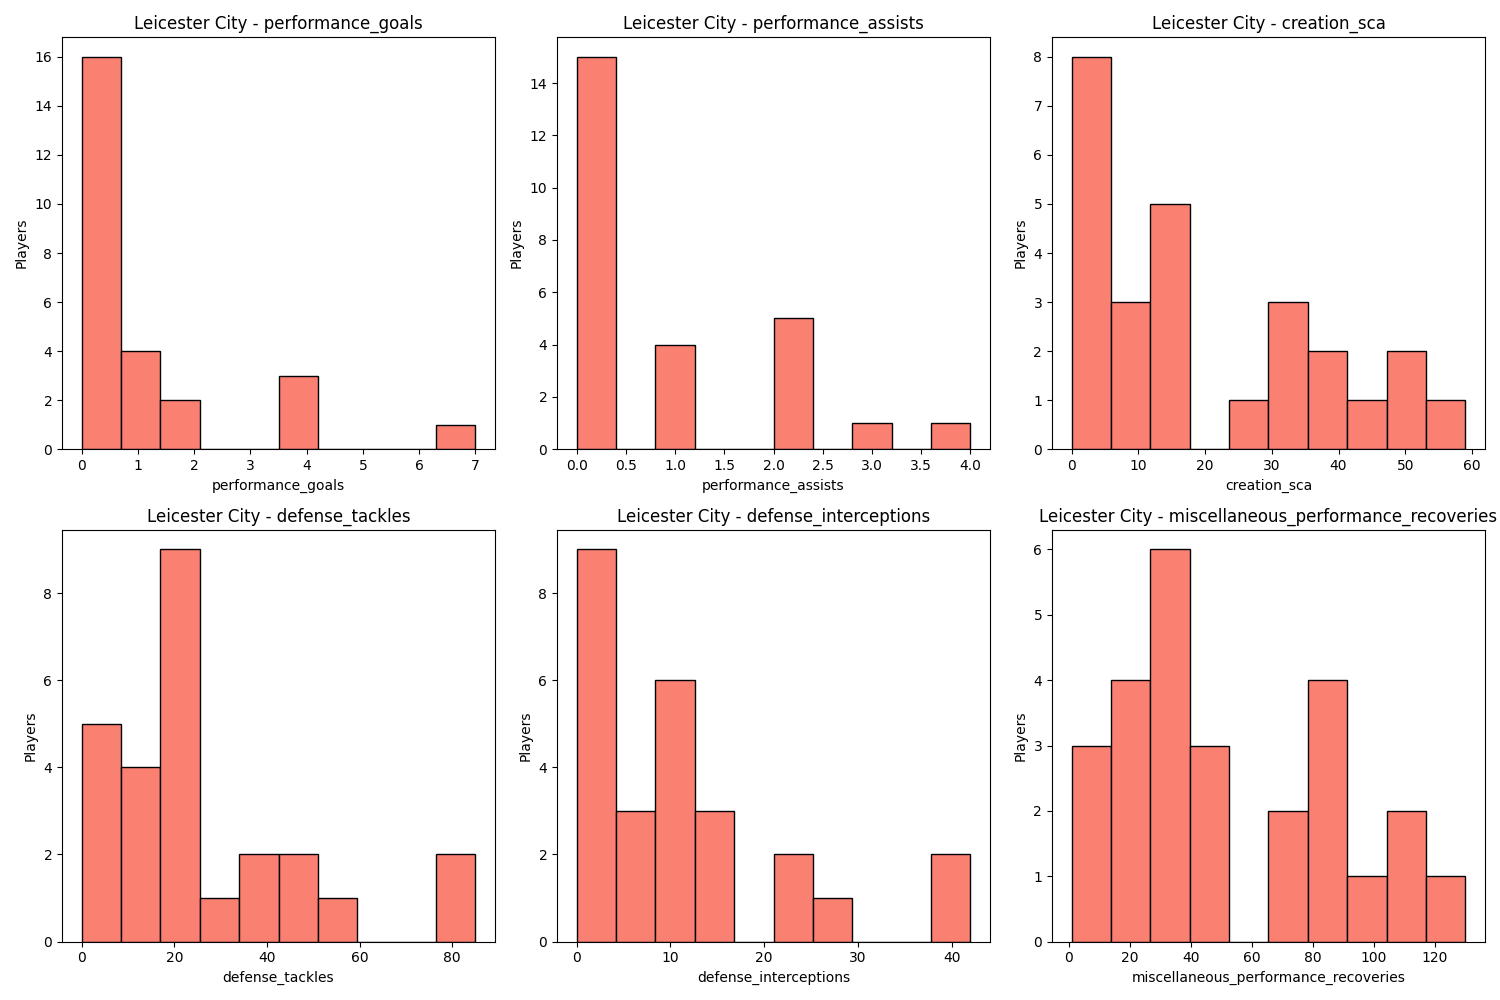 Leicester City - performance_goals
16
14
12
10
8
6
4
2
0
Players
0 1 2 3 4 5 6 7
performance_goals
Leicester City - performance_assists
14
12
10
8
6
4
2
0
Players
0.0 0.5 1.0 1.5 2.0 2.5 3.0 3.5 4.0
performance_assists
Leicester City - creation_sca
8
7
6
5
4
3
2
1
0
Players
0 10 20 30 40 50 60
creation_sca
Leicester City - defense_tackles
8
6
4
2
0
Players
0 20 40 60 80
defense_tackles
Leicester City - defense_interceptions
8
6
4
2
0
Players
0 10 20 30 40
defense_interceptions
Leicester City - miscellaneous_performance_recoveries
6
5
4
3
2
1
0
Players
0 20 40 60 80 100 120
miscellaneous_performance_recoveries